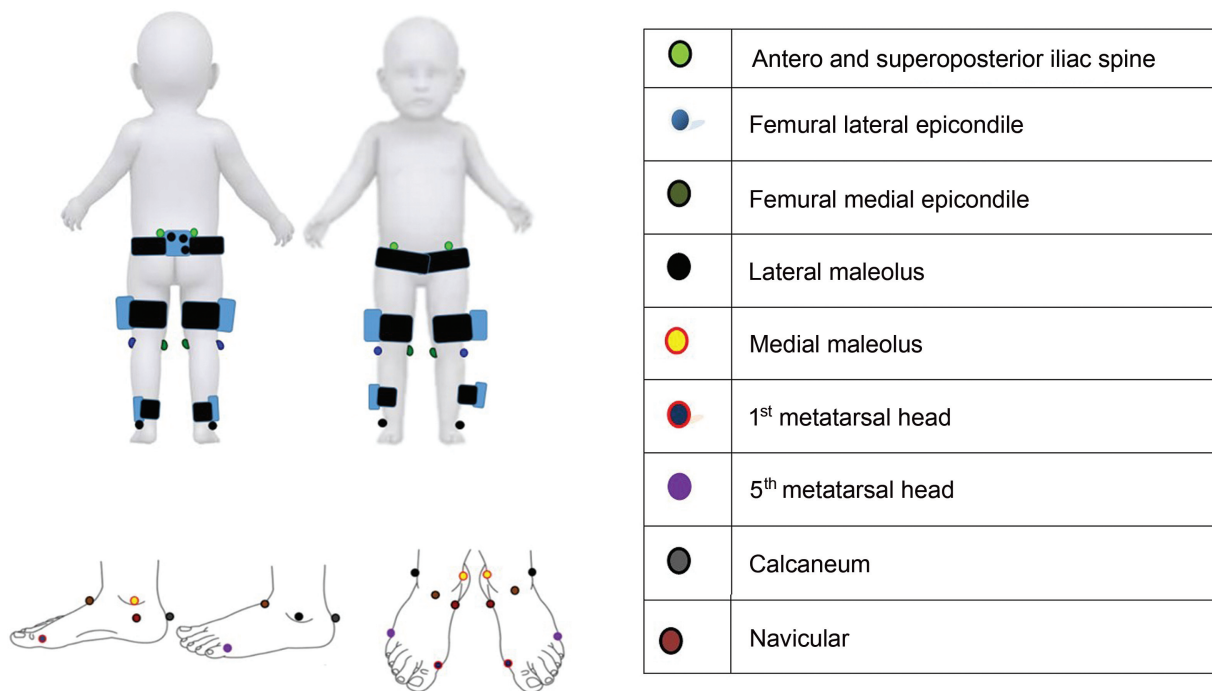 Antero and superoposterior iliac spine
Femural lateral epicondile
Femural medial epicondile
Lateral maleolus
Medial maleolus
1st metatarsal head
5th metatarsal head
Calcaneum
Navicular